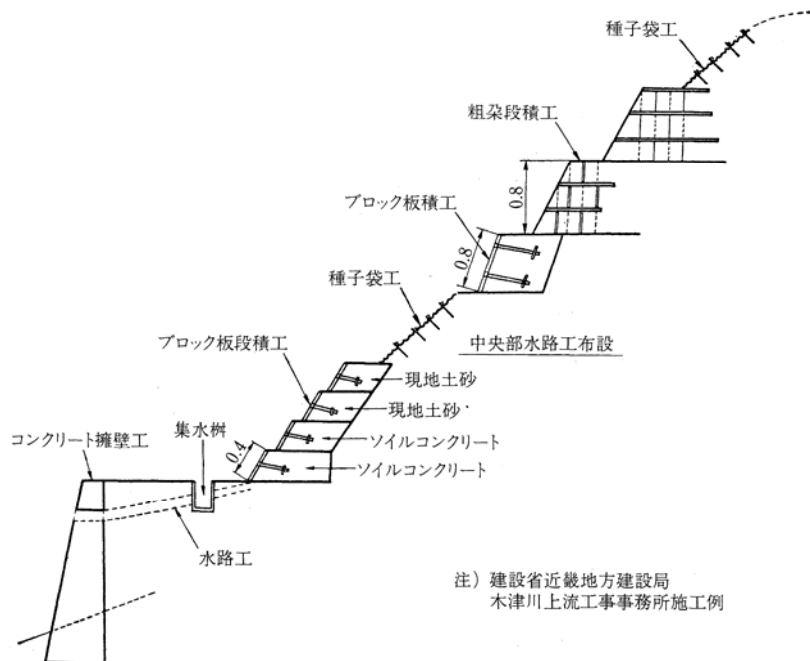 種子袋工
粗朶段積工
0.8
ブロック板積工
0.8
種子袋工
中央部水路工布設
ブロック板段積工
現地土砂
現地土砂
ソイルコンクリート
ソイルコンクリート
0.4
集水桝
コンクリート擁壁工
水路工
注) 建設省近畿地方建設局
木津川上流工事事務所施工例